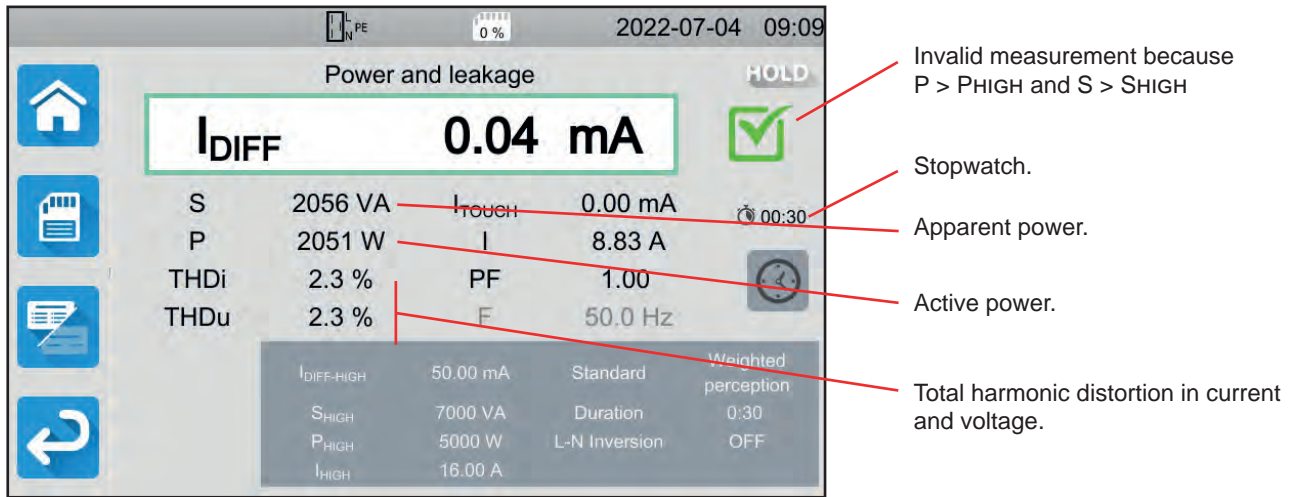 L N PE 0 % 2022-07-04 09:09
Power and leakage HOLD
IDIFF 0.04 mA
S 2056 VA ITOUCH 0.00 mA 00:30
P 2051 W I 8.83 A
THDi 2.3 % PF 1.00
THDu 2.3 % F 50.0 Hz
IDIFF-HIGH 50.00 mA Standard Weighted perception
SHIGH 7000 VA Duration 0:30
PHIGH 5000 W L-N Inversion OFF
IHIGH 16.00 A
Invalid measurement because
P > PHIGH and S > SHIGH
Stopwatch.
Apparent power.
Active power.
Total harmonic distortion in current
and voltage.